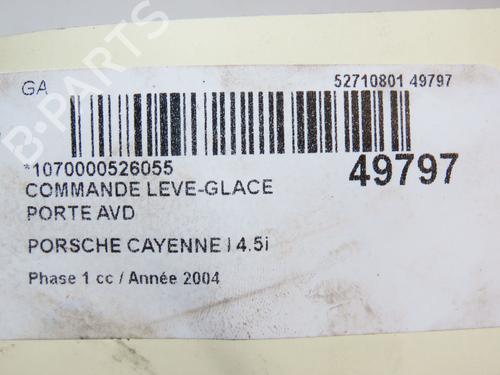 GA
52710801 49797
*1070000526055
49797
COMMANDE LEVE-GLACE
PORTE AVD
PORSCHE CAYENNE I 4.5i
Phase 1 cc / Année 2004
B-PARTS